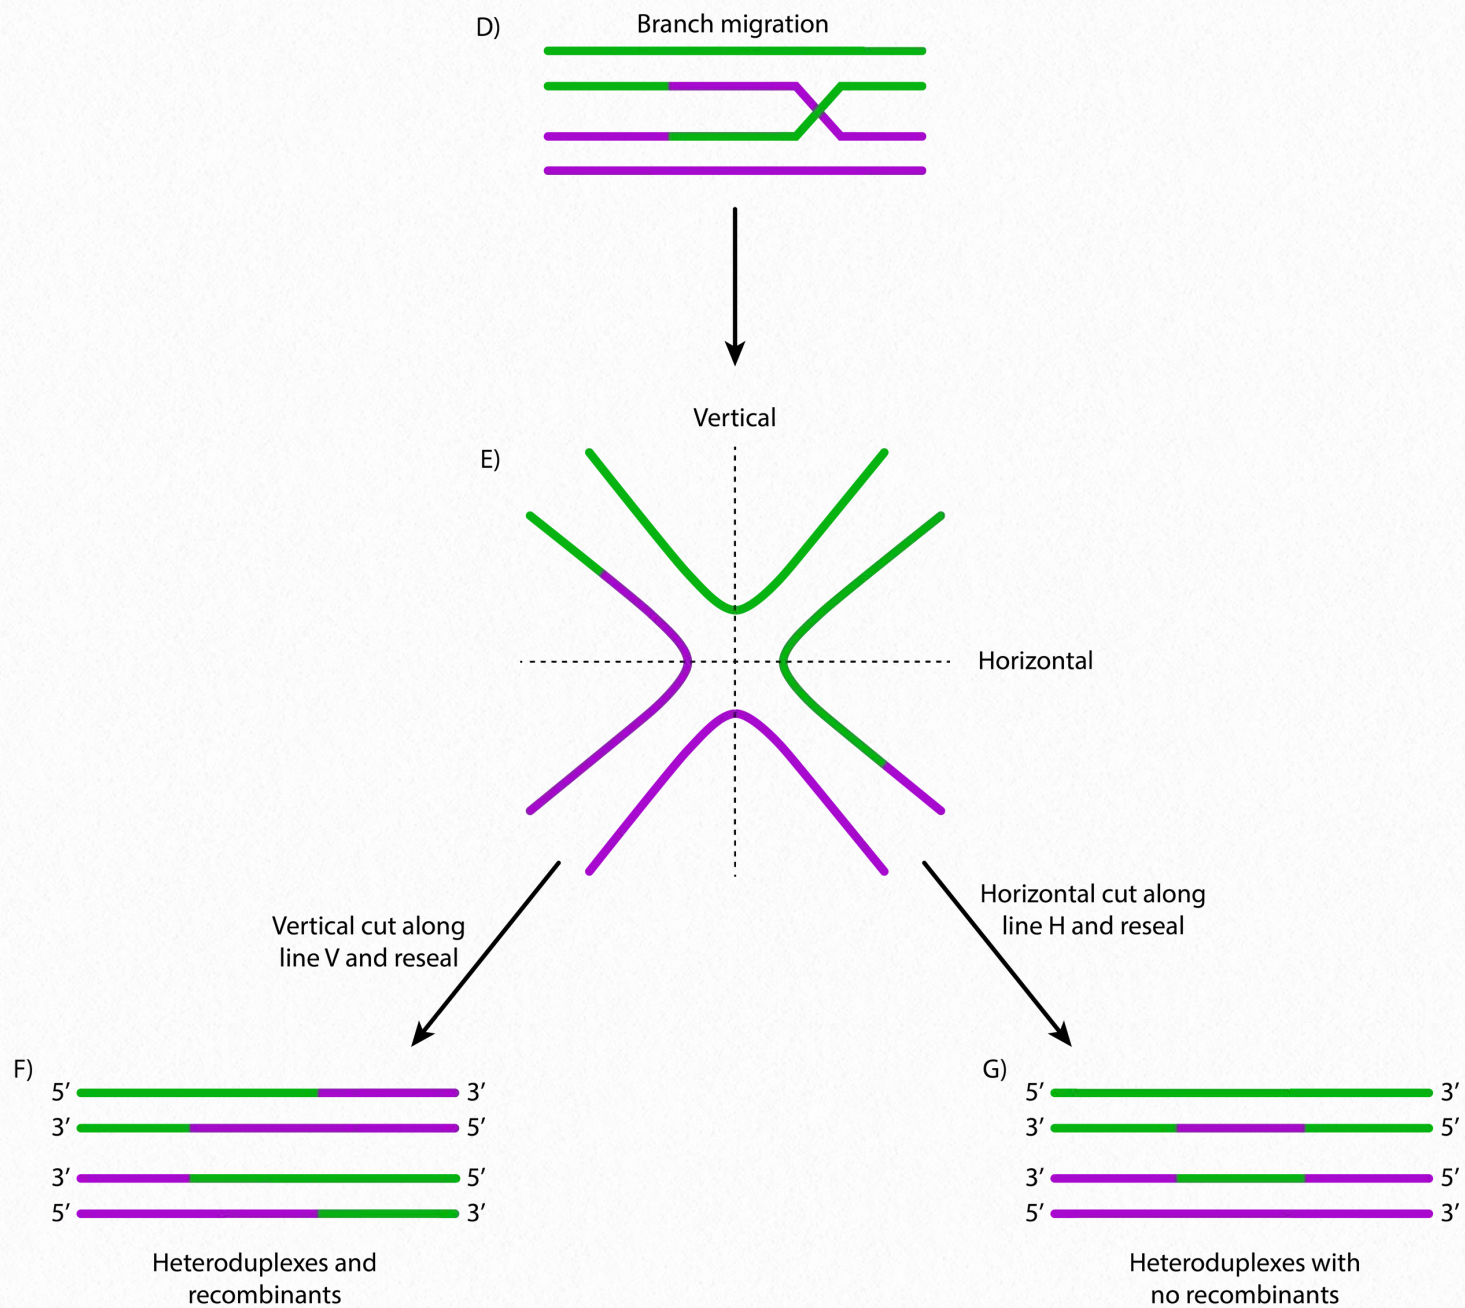 D)
Branch migration
Vertical
E)
Horizontal
Vertical cut along
line V and reseal
Horizontal cut along
line H and reseal
F)
5′ 3′
3′ 5′
3′ 5′
5′ 3′
Heteroduplexes and
recombinants
G)
5′ 3′
3′ 5′
3′ 5′
5′ 3′
Heteroduplexes with
no recombinants